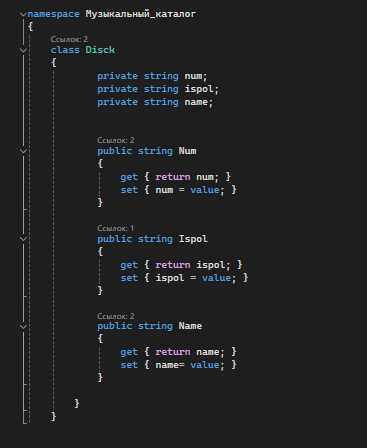 namespace Музыкальный_каталог
{
Ссылок: 2
class Disck
{
private string num;
private string ispol;
private string name;
Ссылок: 2
public string Num
{
get { return num; }
set { num = value; }
}
Ссылок: 1
public string Ispol
{
get { return ispol; }
set { ispol = value; }
}
Ссылок: 2
public string Name
{
get { return name; }
set { name= value; }
}
}
}